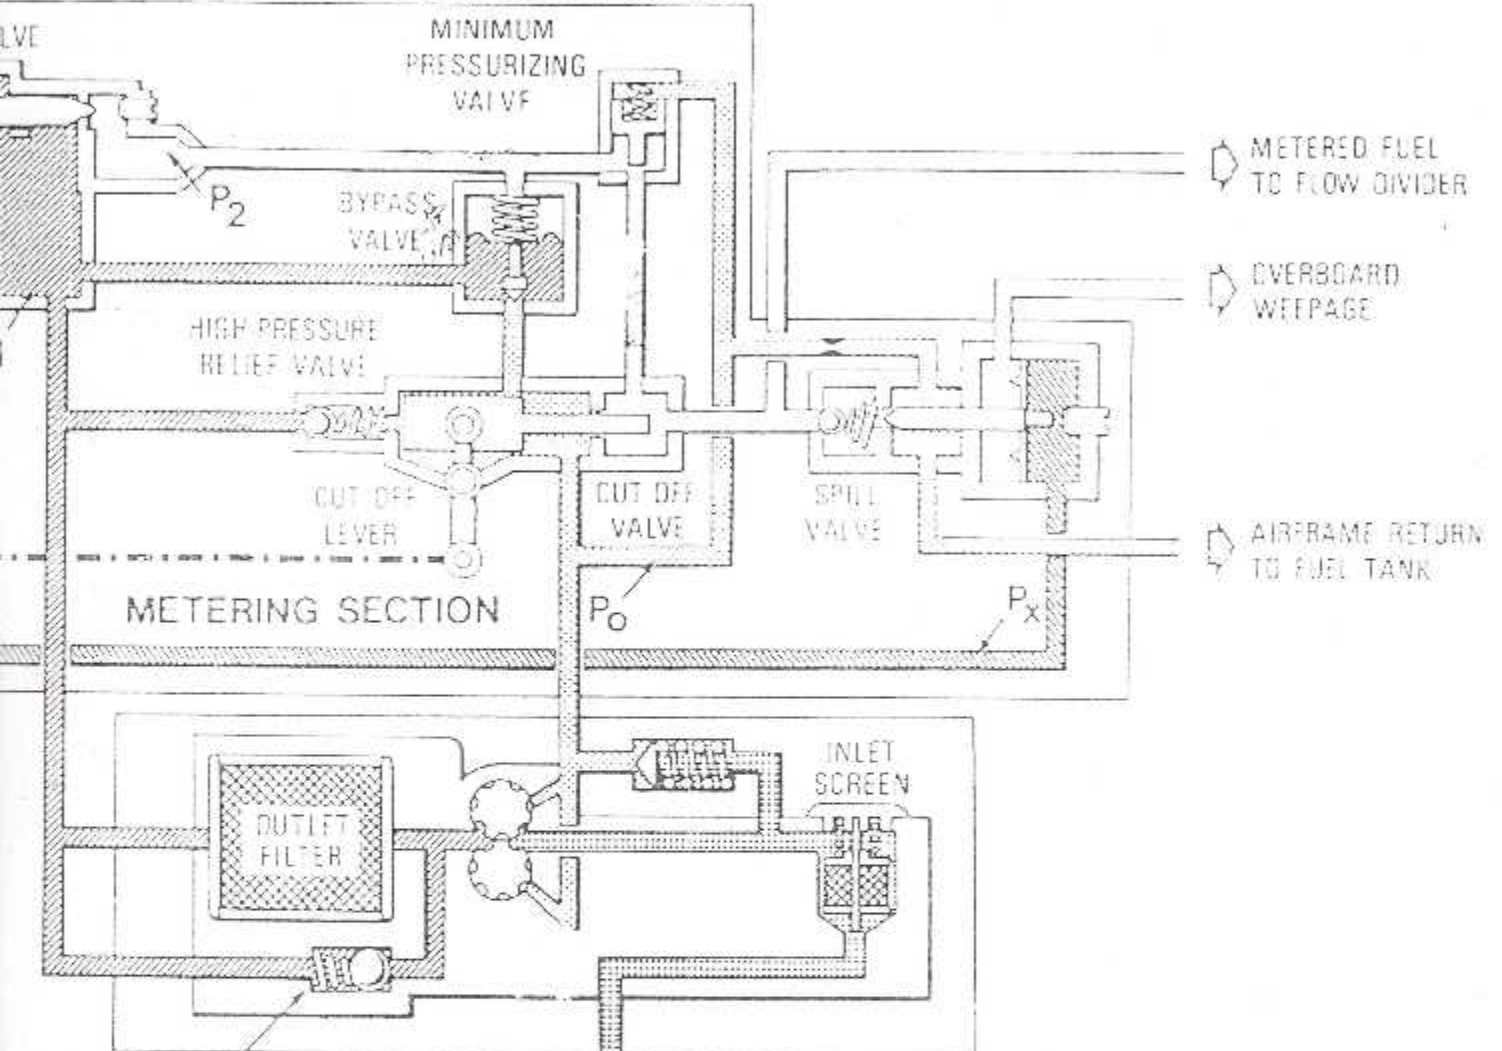 LVE
MINIMUM
PRESSURIZING
VALVE
METERED FUEL
TO FLOW DIVIDER
P2
BYPASS
VALVE
OVERBOARD
WEEPAGE
HIGH PRESSURE
RELIEF VALVE
CUT OFF
LEVER
CUT OFF
VALVE
SPILL
VALVE
AIRFRAME RETURN
TO FUEL TANK
METERING SECTION
PO
PX
INLET
SCREEN
OUTLET
FILTER